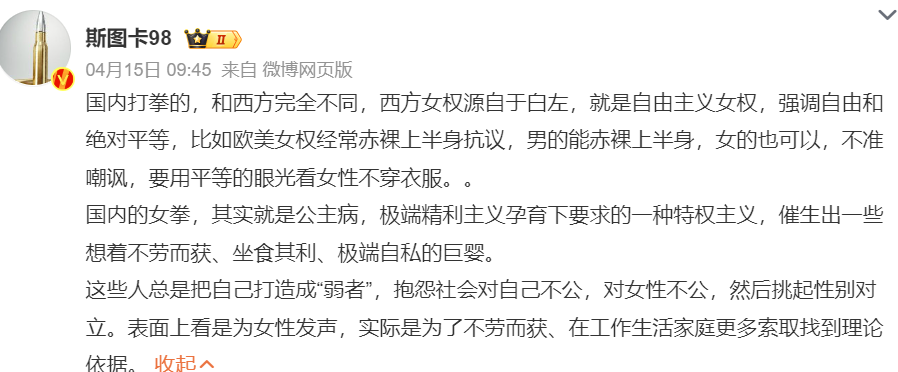 斯图卡98 II
04月15日 09:45 来自 微博网页版
国内打拳的，和西方完全不同，西方女权源自于白左，就是自由主义女权，强调自由和
绝对平等，比如欧美女权经常赤裸上半身抗议，男的能赤裸上半身，女的也可以，不准
嘲讽，要用平等的眼光看女性不穿衣服。。
国内的女拳，其实就是公主病，极端精利主义孕育下要求的一种特权主义，催生出一些
想着不劳而获、坐食其利、极端自私的巨婴。
这些人总是把自己打造成“弱者”，抱怨社会对自己不公，对女性不公，然后挑起性别对
立。表面上看是为女性发声，实际是为了不劳而获、在工作生活家庭更多索取找到理论
依据。 收起